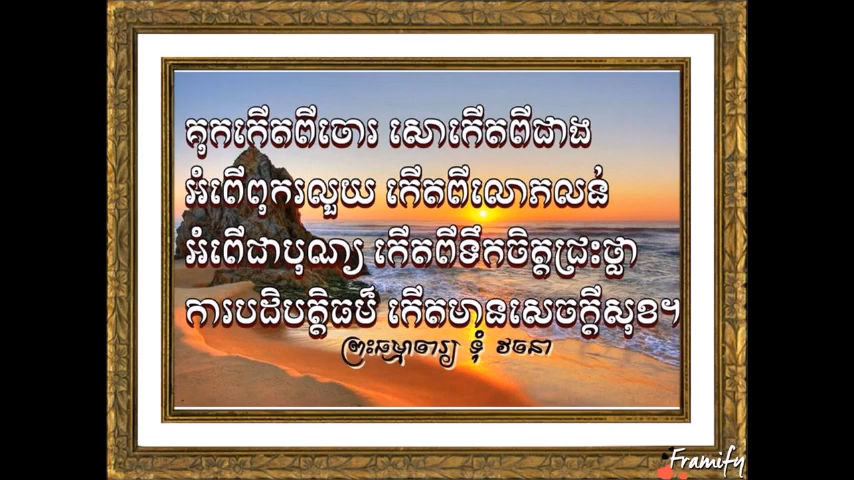 គុកកើតពីចោរ សោកើតពីជាង
អំពើពុករលួយ កើតពីលោភលន់
អំពើជាបុណ្យ កើតពីទឹកចិត្តជ្រះថ្លា
ការបដិបត្តិធម៌ កើតមានសេចក្ដីសុខ។
ព្រះធម្មាចារ្យ ទុំ វចនោ
Framify